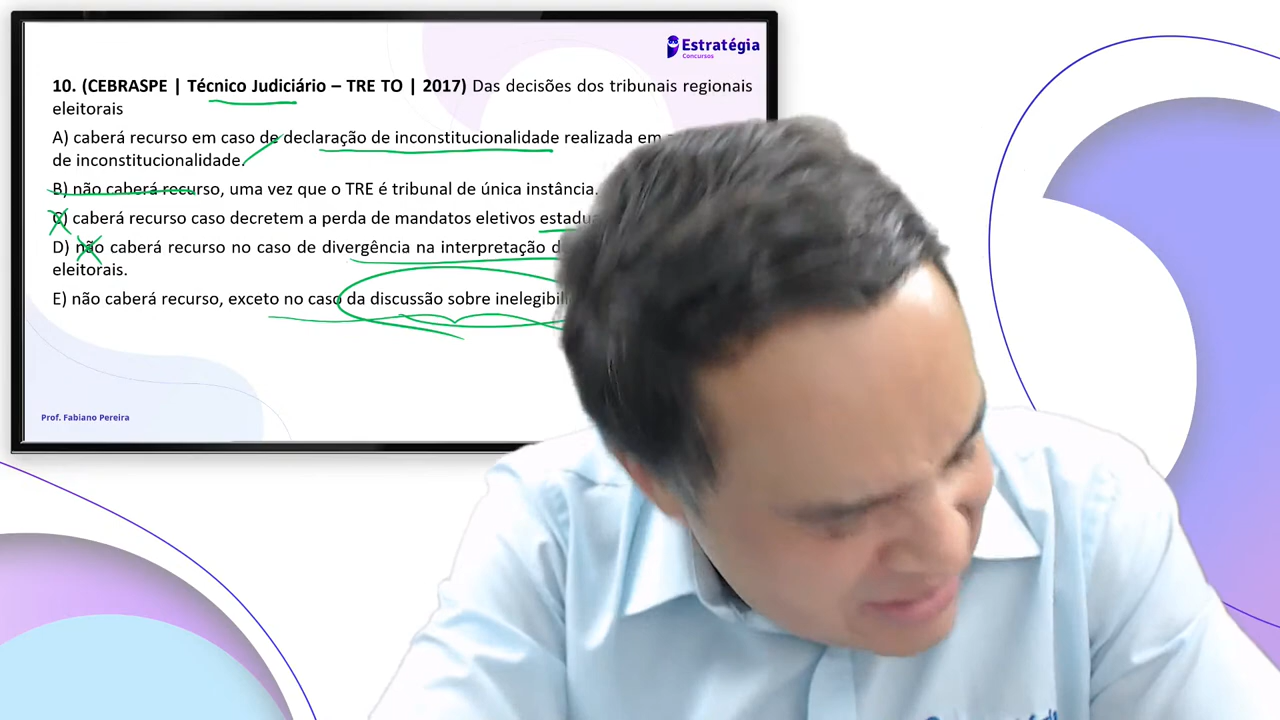 Estratégia
Concursos
10. (CEBRASPE | Técnico Judiciário – TRE TO | 2017) Das decisões dos tribunais regionais
eleitorais
A) caberá recurso em caso de declaração de inconstitucionalidade realizada em
de inconstitucionalidade.
B) não caberá recurso, uma vez que o TRE é tribunal de única instância.
C) caberá recurso caso decretem a perda de mandatos eletivos
D) não caberá recurso no caso de divergência na interpretação
eleitorais.
E) não caberá recurso, exceto no caso da discussão sobre
Prof. Fabiano Pereira